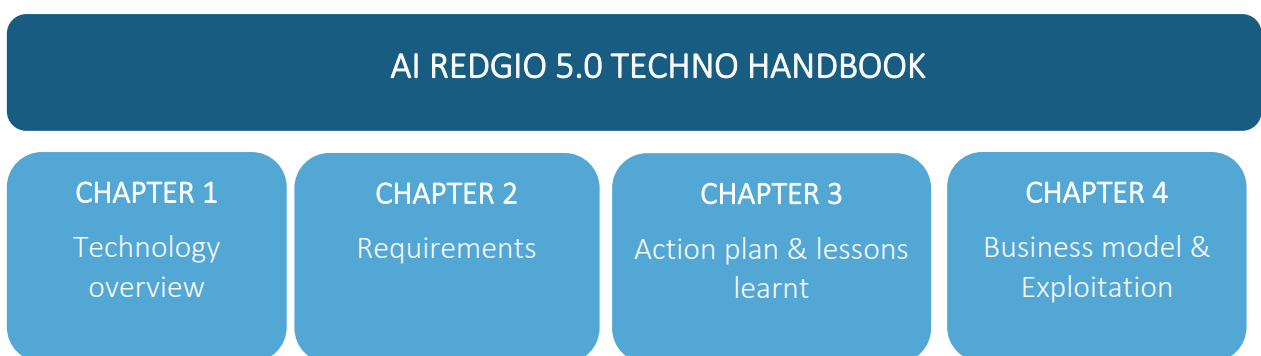 AI REDGIO 5.0 TECHNO HANDBOOK
CHAPTER 1
Technology
overview
CHAPTER 2
Requirements
CHAPTER 3
Action plan & lessons
learnt
CHAPTER 4
Business model &
Exploitation